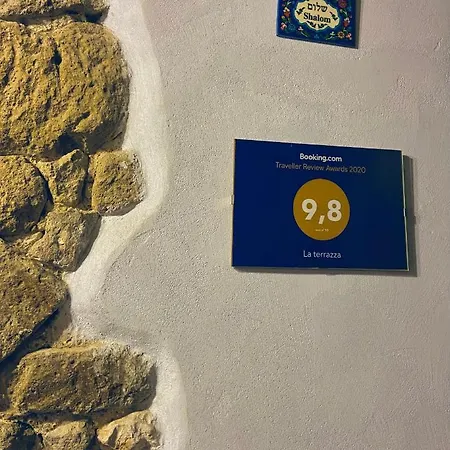 שלום
Shalom
Booking.com
Traveller Review Awards 2020
9,8
La terrazza